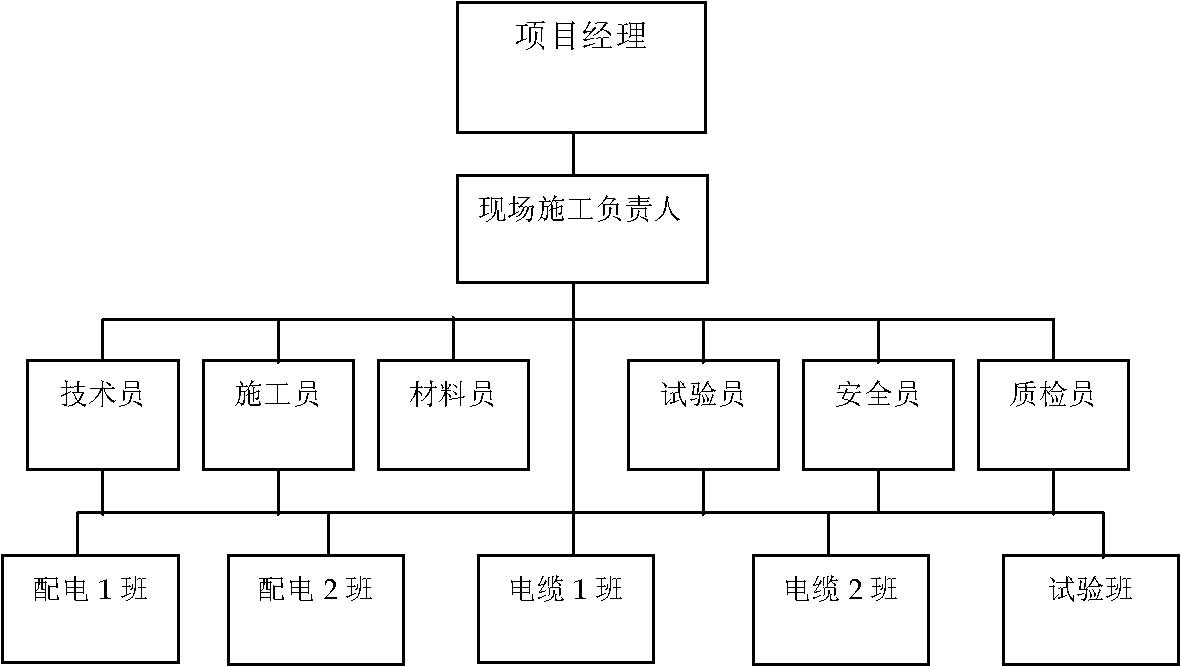 项目经理
现场施工负责人
技术员
施工员
材料员
试验员
安全员
质检员
配电1班
配电2班
电缆1班
电缆2班
试验班